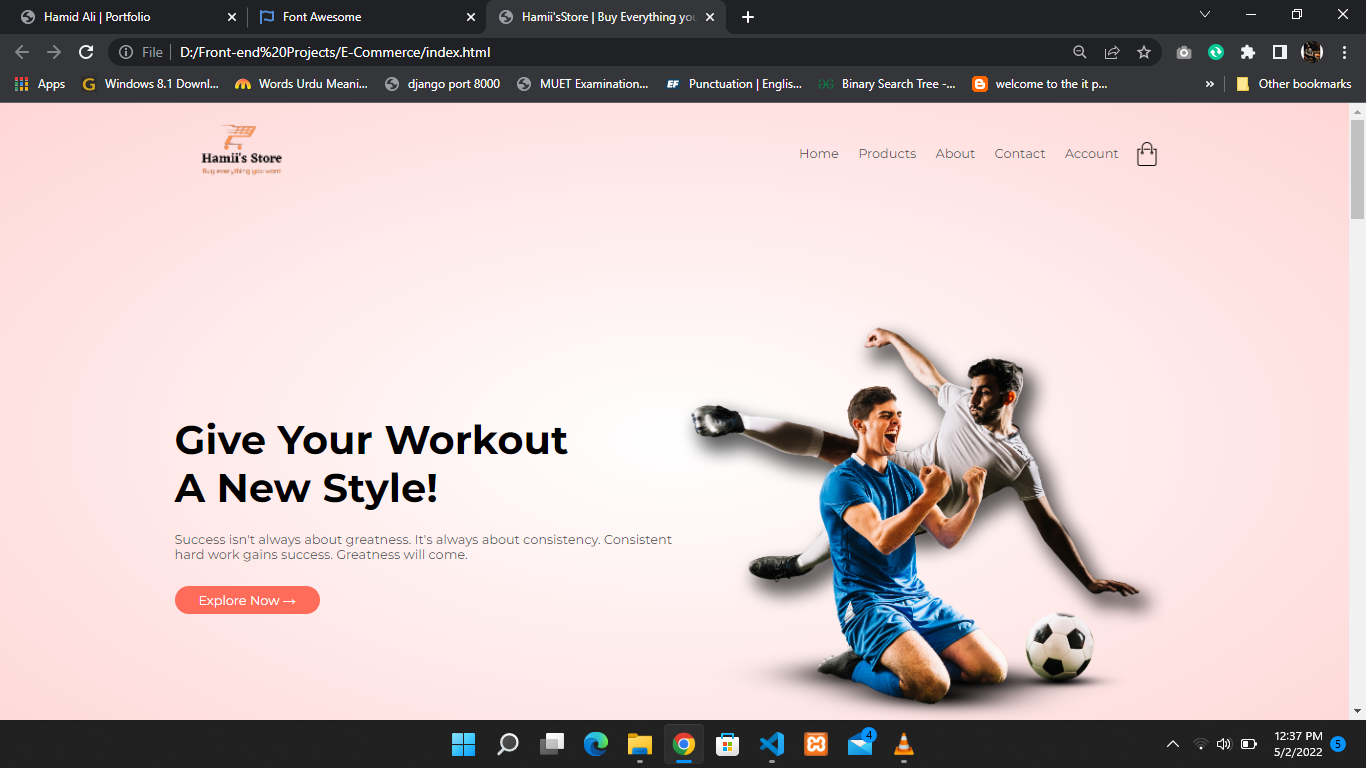 Hamid Ali | Portfolio
Font Awesome
Hamii'sStore | Buy Everything you
File
D:/Front-end%20Projects/E-Commerce/index.html
Apps
Windows 8.1 Downl...
Words Urdu Meani...
django port 8000
MUET Examination...
EF
Punctuation | Englis...
Binary Search Tree -...
welcome to the it p...
»
Other bookmarks
Hamii's Store
Buy everything you want
Home
Products
About
Contact
Account
Give Your Workout
A New Style!
Success isn't always about greatness. It's always about consistency. Consistent
hard work gains success. Greatness will come.
Explore Now →
4
12:37 PM
5/2/2022
5